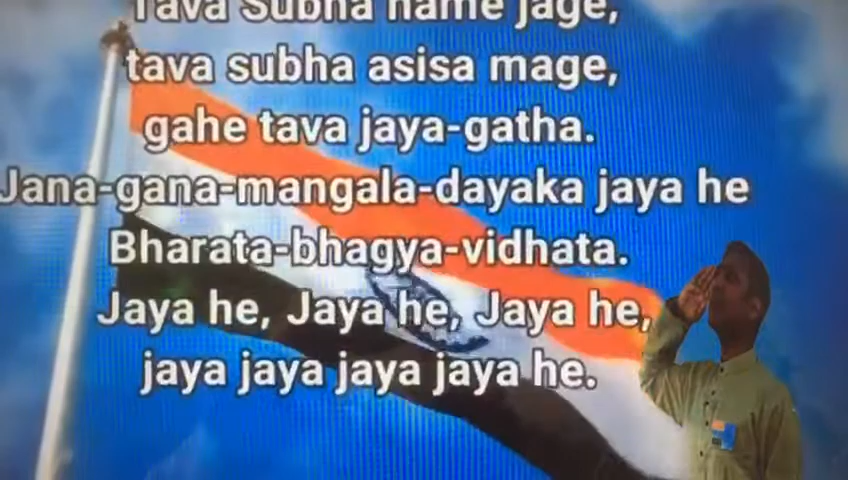 Tava Subha name jage,
tava subha asisa mage,
gahe tava jaya-gatha.
Jana-gana-mangala-dayaka jaya he
Bharata-bhagya-vidhata.
Jaya he, Jaya he, Jaya he,
jaya jaya jaya jaya he.